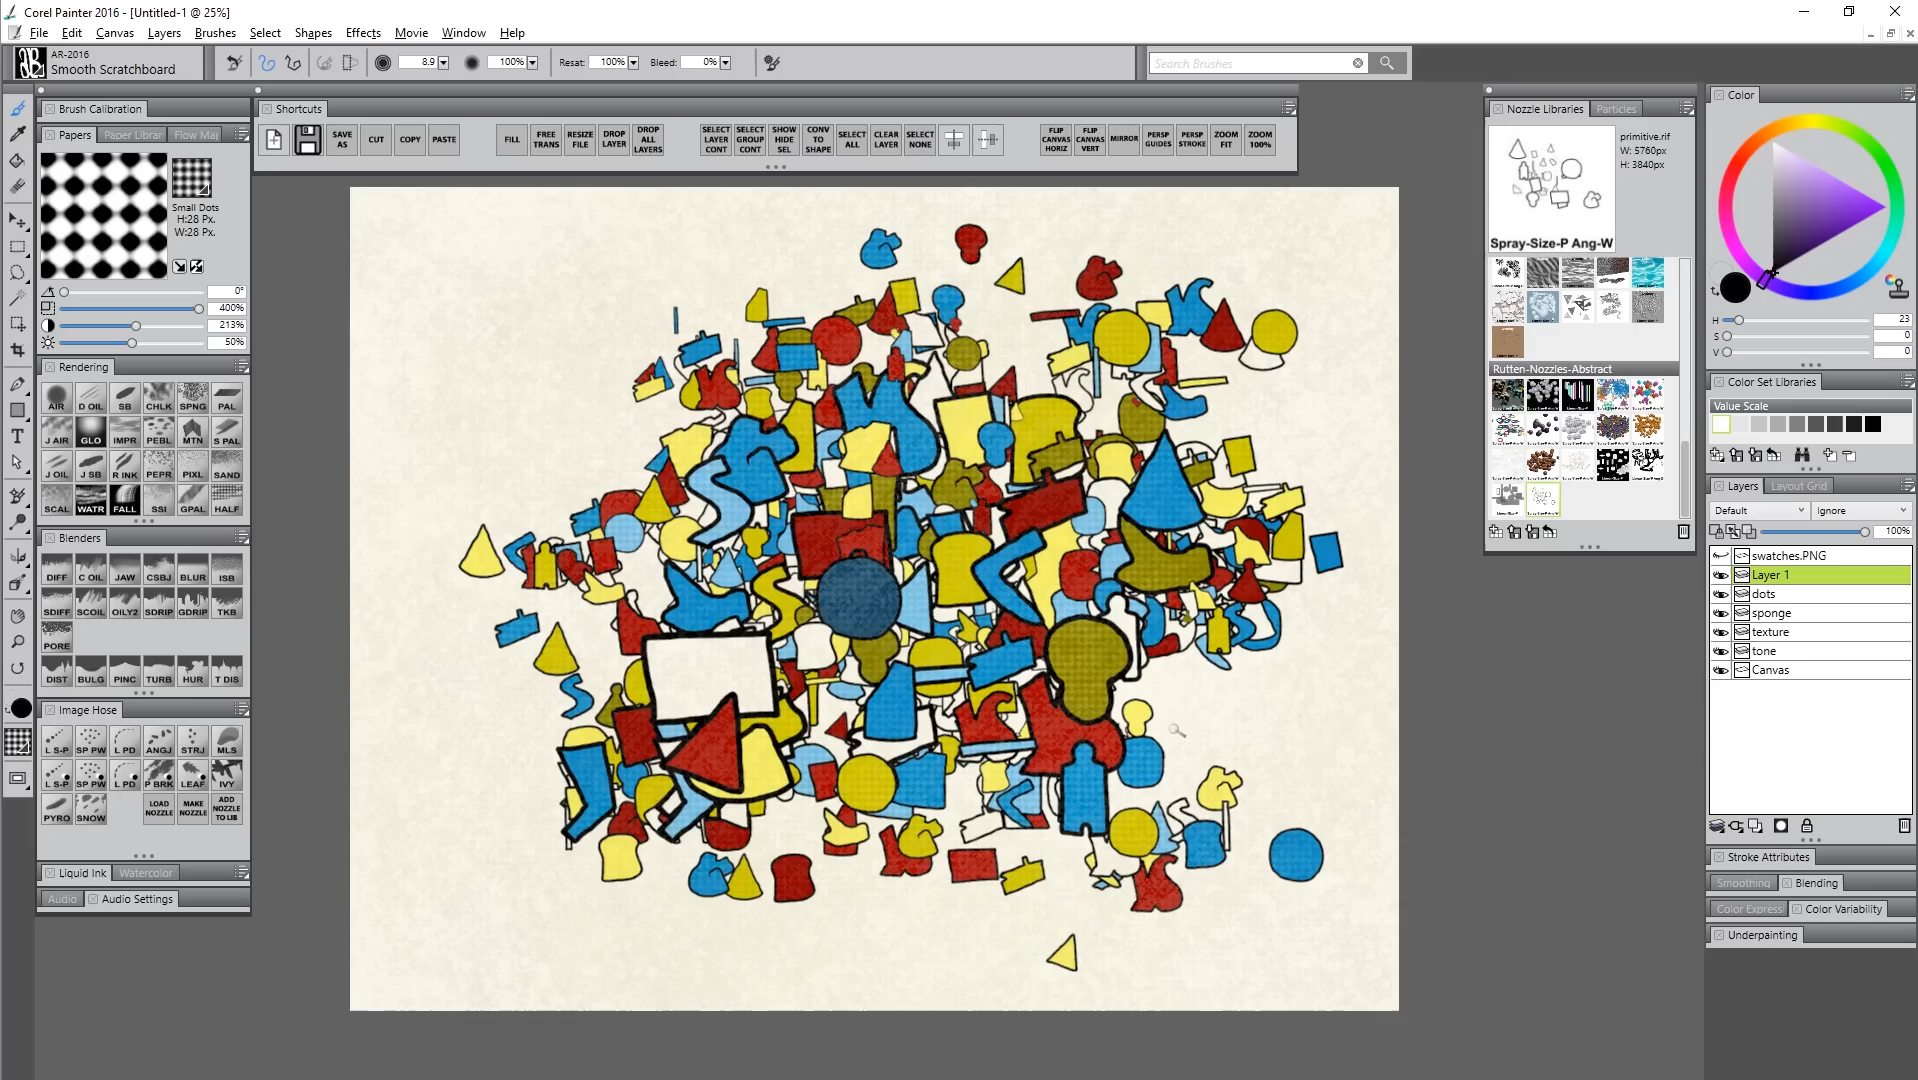 Corel Painter 2016 - [Untitled-1 @ 25%]
File Edit Canvas Layers Brushes Select Shapes Effects Movie Window Help
AR-2016
Smooth Scratchboard
8.9
100%
Resat: 100%
Bleed: 0%
Search Brushes
Brush Calibration
Papers Paper Librar Flow Ma
Small Dots
H:28 Px.
W:28 Px.
0°
400%
213%
50%
Rendering
AIR D OIL SB CHLK SPNG PAL
J AIR GLO IMPR PEBL MTN S PAL
J OIL J SB R INK PEPR PIXL SAND
SCAL WATR FALL SSI GPAL HALF
Blenders
DIFF C OIL JAW CSBJ BLUR ISB
SDIFF SCOIL OILY2 SDRIP GDRIP TKB
PORE
DIST BULG PINC TURB HUR T DIS
Image Hose
L S-P SP PW L PD ANGJ STRJ MLS
L S-P SP PW L PD P BRK LEAF IVY
PYRO SNOW LOAD NOZZLE MAKE NOZZLE ADD NOZZLE TO LIB
Liquid Ink Watercolor
Audio Audio Settings
Shortcuts
SAVE AS CUT COPY PASTE FILL FREE TRANS RESIZE FILE DROP LAYER DROP ALL LAYERS SELECT LAYER CONT SELECT GROUP CONT SHOW HIDE SEL CONV TO SHAPE SELECT ALL CLEAR LAYER SELECT NONE FLIP CANVAS HORIZ FLIP CANVAS VERT MIRROR PERSP GUIDES PERSP STROKE ZOOM FIT ZOOM 100%
Nozzle Libraries Particles
primitive.rif
W: 5760px
H: 3840px
Spray-Size-P Ang-W
Rutten-Nozzles-Abstract
Color
H 23
S 0
V 0
Color Set Libraries
Value Scale
Layers Layout Grid
Default Ignore
100%
swatches.PNG
Layer 1
dots
sponge
texture
tone
Canvas
Stroke Attributes
Smoothing Blending
Color Express Color Variability
Underpainting